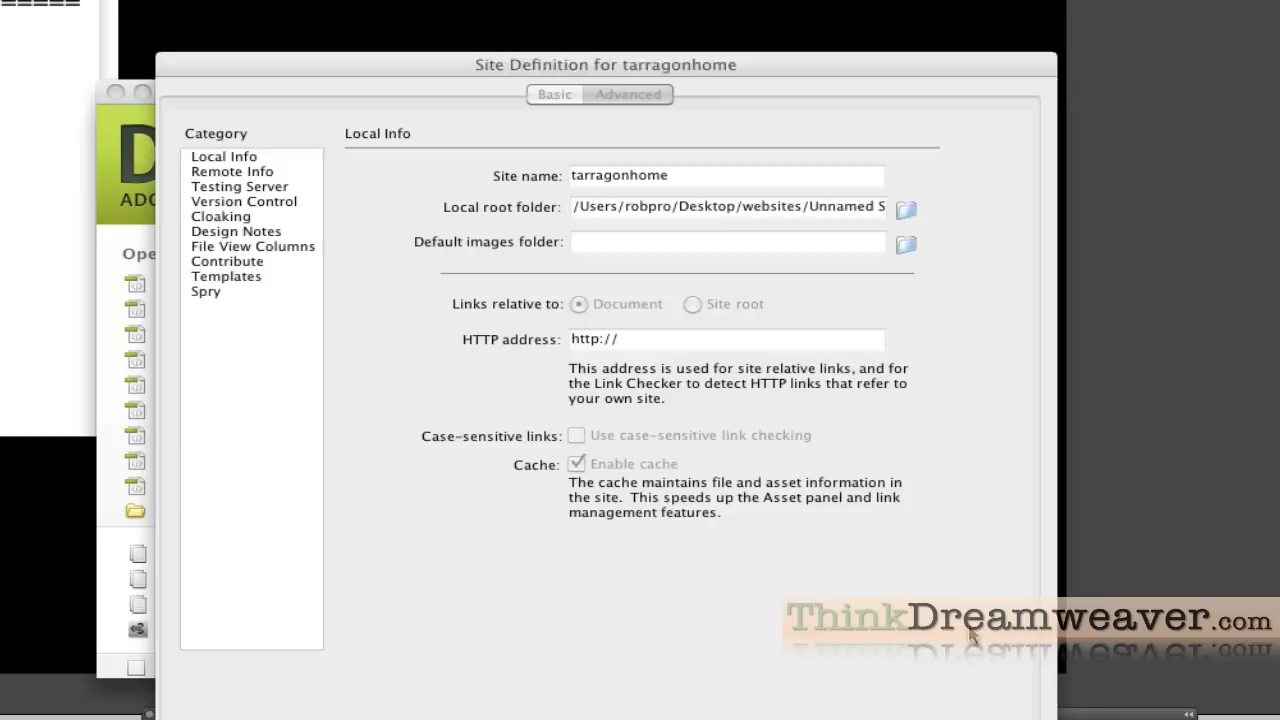 =====
Site Definition for tarragonhome
Basic Advanced
Category
Local Info
Remote Info
Testing Server
Version Control
Cloaking
Design Notes
File View Columns
Contribute
Templates
Spry
Local Info
Site name: tarragonhome
Local root folder: /Users/robpro/Desktop/websites/Unnamed S
Default images folder:
Links relative to: Document Site root
HTTP address: http://
This address is used for site relative links, and for
the Link Checker to detect HTTP links that refer to
your own site.
Case-sensitive links: Use case-sensitive link checking
Cache: Enable cache
The cache maintains file and asset information in
the site. This speeds up the Asset panel and link
management features.
D
ADO
Ope
ThinkDreamweaver.com